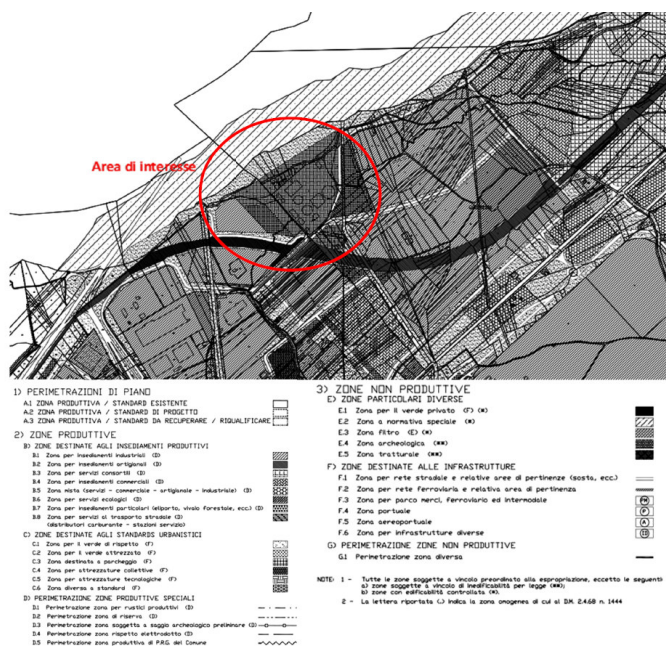 Area di interesse
1) PERIMETRAZIONI DI PIANO
A.1 ZONA PRODUTTIVA / STANDARD ESISTENTE
A.2 ZONA PRODUTTIVA / STANDARD DI PROGETTO
A.3 ZONA PRODUTTIVA / STANDARD DA RECUPERARE / RIQUALIFICARE
2) ZONE PRODUTTIVE
B) ZONE DESTINATE AGLI INSEDIAMENTI PRODUTTIVI
B.1 Zona per insediamenti industriali (D)
B.2 Zona per insediamenti artigianali (D)
B.3 Zona per servizi consortili (D)
B.4 Zona per insediamenti commerciali (D)
B.5 Zona mista (servizi - commerciale - artigianale - industriale) (D)
B.6 Zona per servizi ecologici (D)
B.7 Zona per insediamenti particolari (eliporto, vivaio forestale, ecc.) (D)
B.8 Zona per servizi al trasporto stradale (D)
(distributori carburante - stazioni servizio)
C) ZONE DESTINATE AGLI STANDARDS URBANISTICI
C.1 Zona per il verde di rispetto (F)
C.2 Zona per il verde attrezzato (F)
C.3 Zona destinata a parcheggio (F)
C.4 Zona per attrezzature collettive (F)
C.5 Zona per attrezzature tecnologiche (F)
C.6 Zona diversa a standard (F)
D) PERIMETRAZIONE ZONE PRODUTTIVE SPECIALI
D.1 Perimetrazione zona per rustici produttivi (D)
D.2 Perimetrazione zona di riserva (D)
D.3 Perimetrazione zona soggetta a saggio archeologico preliminare (D)
D.4 Perimetrazione zona rispetto elettrodotto (D)
D.5 Perimetrazione zona produttiva di P.R.G. del Comune
3) ZONE NON PRODUTTIVE
E) ZONE PARTICOLARI DIVERSE
E.1 Zona per il verde privato (F) (*)
E.2 Zona a normativa speciale (*)
E.3 Zona filtro (E) (*)
E.4 Zona archeologica (**)
E.5 Zona tratturale (**)
F) ZONE DESTINATE ALLE INFRASTRUTTURE
F.1 Zona per rete stradale e relative aree di pertinenze (sosta, ecc.)
F.2 Zona per rete ferroviaria e relativa area di pertinenza
F.3 Zona per parco merci, ferroviario ed intermodale
F.4 Zona portuale
P
F.5 Zona aereoportuale
A
F.6 Zona per infrastrutture diverse
G) PERIMETRAZIONE ZONE NON PRODUTTIVE
G.1 Perimetrazione zona diversa
NOTE: 1 - Tutte le zone soggette a vincolo preordinato alla espropriazione, eccetto le seguenti
a) zone soggette a vincolo di inedificabilità per legge (**);
b) zone con edificabilità controllata (*).
2 - La lettera riportata (..) indica la zona omogenea di cui al D.M. 2.4.68 n. 1444